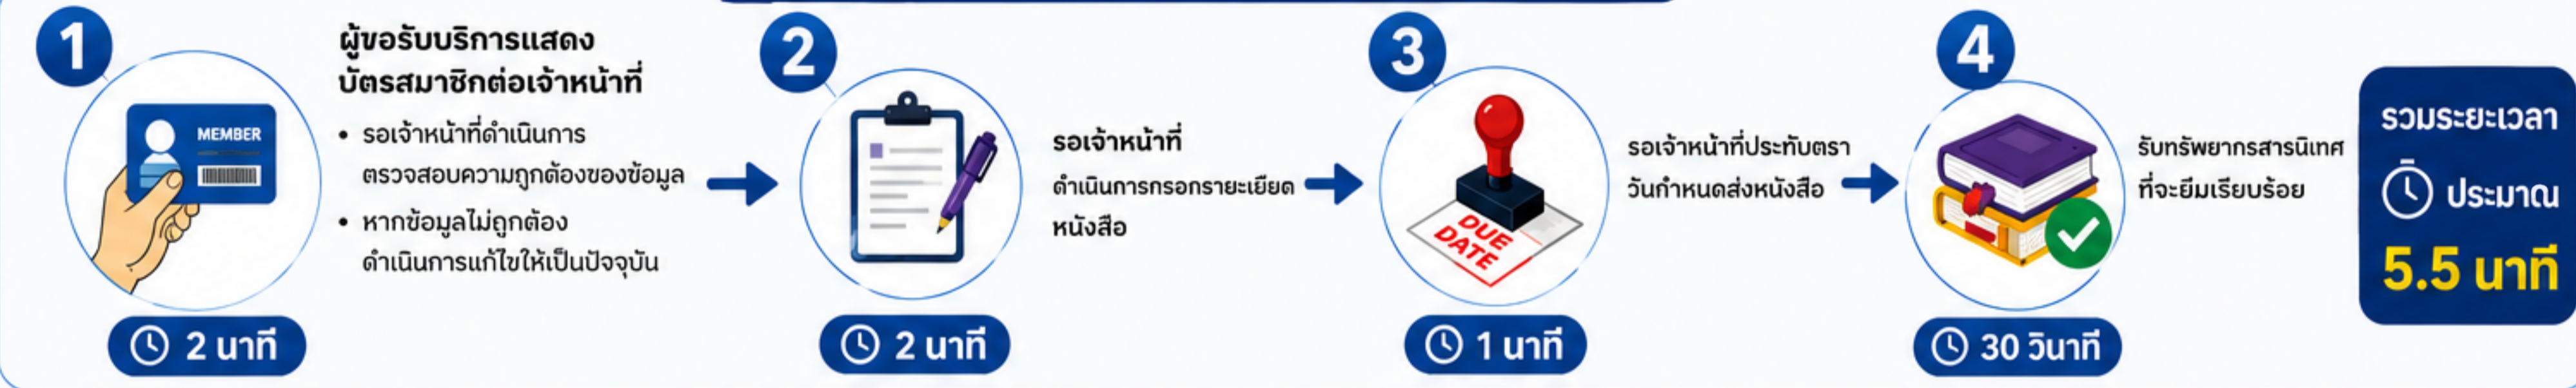 1
ผู้ขอรับบริการแสดง
บัตรสมาชิกต่อเจ้าหน้าที่
• รอเจ้าหน้าที่ดำเนินการ
ตรวจสอบความถูกต้องของข้อมูล
• หากข้อมูลไม่ถูกต้อง
ดำเนินการแก้ไขให้เป็นปัจจุบัน
MEMBER
2 นาที
2
รอเจ้าหน้าที่
ดำเนินการกรอกรายะเยียด
หนังสือ
2 นาที
3
รอเจ้าหน้าที่ประทับตรา
วันกำหนดส่งหนังสือ
DUE
DATE
1 นาที
4
รับทรัพยากรสารนิเทศ
ที่จะยืมเรียบร้อย
30 วินาที
รวมระยะเวลา
ประมาณ
5.5 นาที